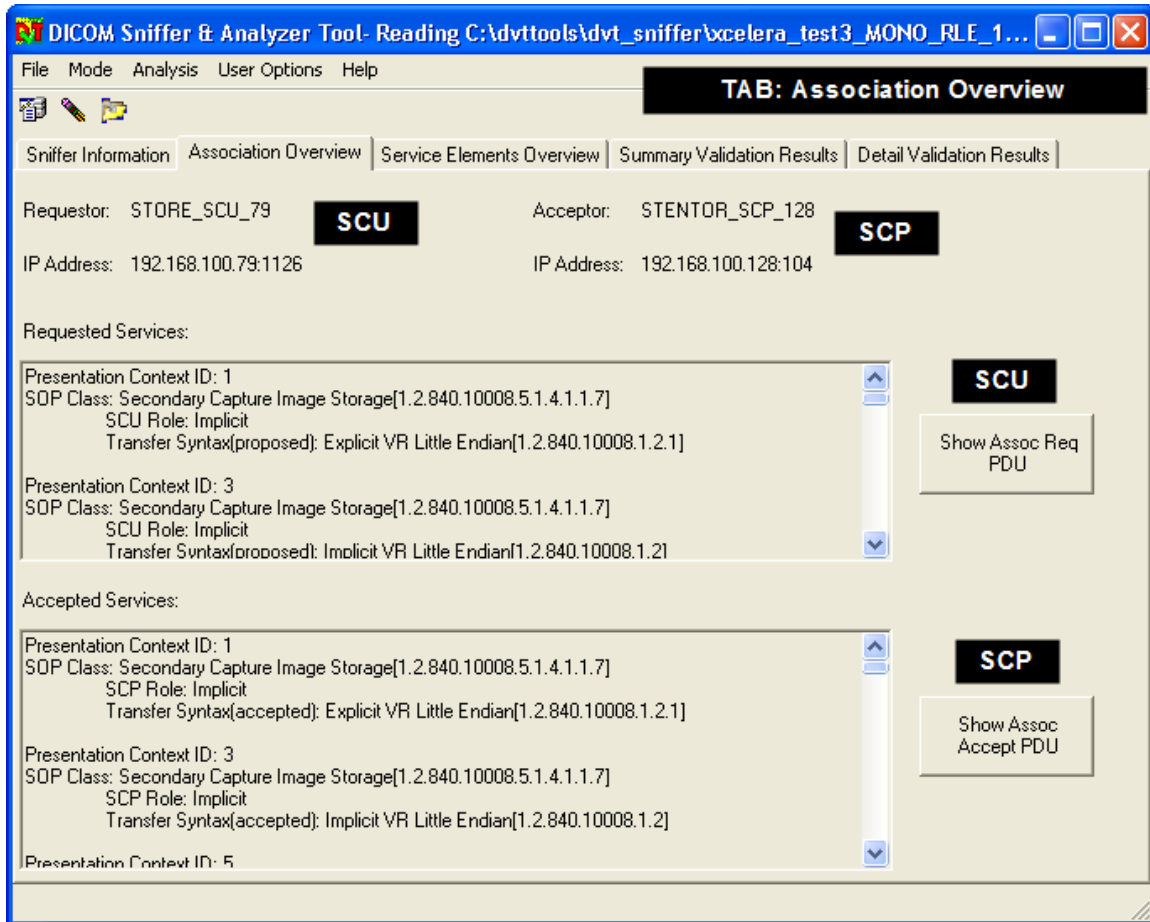 DICOM Sniffer & Analyzer Tool- Reading C:\dvttools\dvt_sniffer\xcelera_test3_MONO_RLE_1...
File Mode Analysis User Options Help
TAB: Association Overview
Sniffer Information Association Overview Service Elements Overview Summary Validation Results Detail Validation Results
Requestor: STORE_SCU_79 SCU Acceptor: STENTOR_SCP_128 SCP
IP Address: 192.168.100.79:1126 IP Address: 192.168.100.128:104
Requested Services:
Presentation Context ID: 1
SOP Class: Secondary Capture Image Storage[1.2.840.10008.5.1.4.1.1.7]
SCU Role: Implicit
Transfer Syntax(proposed): Explicit VR Little Endian[1.2.840.10008.1.2.1]
Presentation Context ID: 3
SOP Class: Secondary Capture Image Storage[1.2.840.10008.5.1.4.1.1.7]
SCU Role: Implicit
Transfer Syntax(proposed): Implicit VR Little Endian[1.2.840.10008.1.2]
SCU
Show Assoc Req
PDU
Accepted Services:
Presentation Context ID: 1
SOP Class: Secondary Capture Image Storage[1.2.840.10008.5.1.4.1.1.7]
SCP Role: Implicit
Transfer Syntax(accepted): Explicit VR Little Endian[1.2.840.10008.1.2.1]
Presentation Context ID: 3
SOP Class: Secondary Capture Image Storage[1.2.840.10008.5.1.4.1.1.7]
SCP Role: Implicit
Transfer Syntax(accepted): Implicit VR Little Endian[1.2.840.10008.1.2]
Presentation Context ID: 5
SCP
Show Assoc
Accept PDU